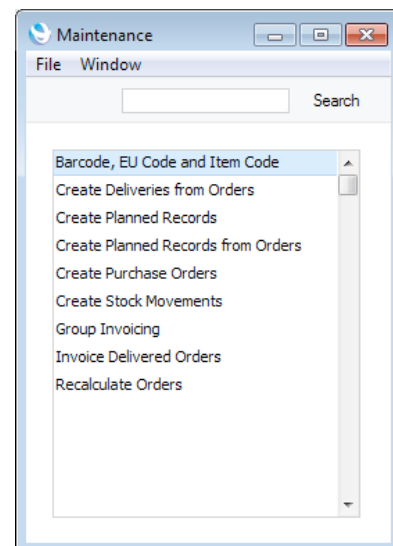 Maintenance
File Window
Search
Barcode, EU Code and Item Code
Create Deliveries from Orders
Create Planned Records
Create Planned Records from Orders
Create Purchase Orders
Create Stock Movements
Group Invoicing
Invoice Delivered Orders
Recalculate Orders